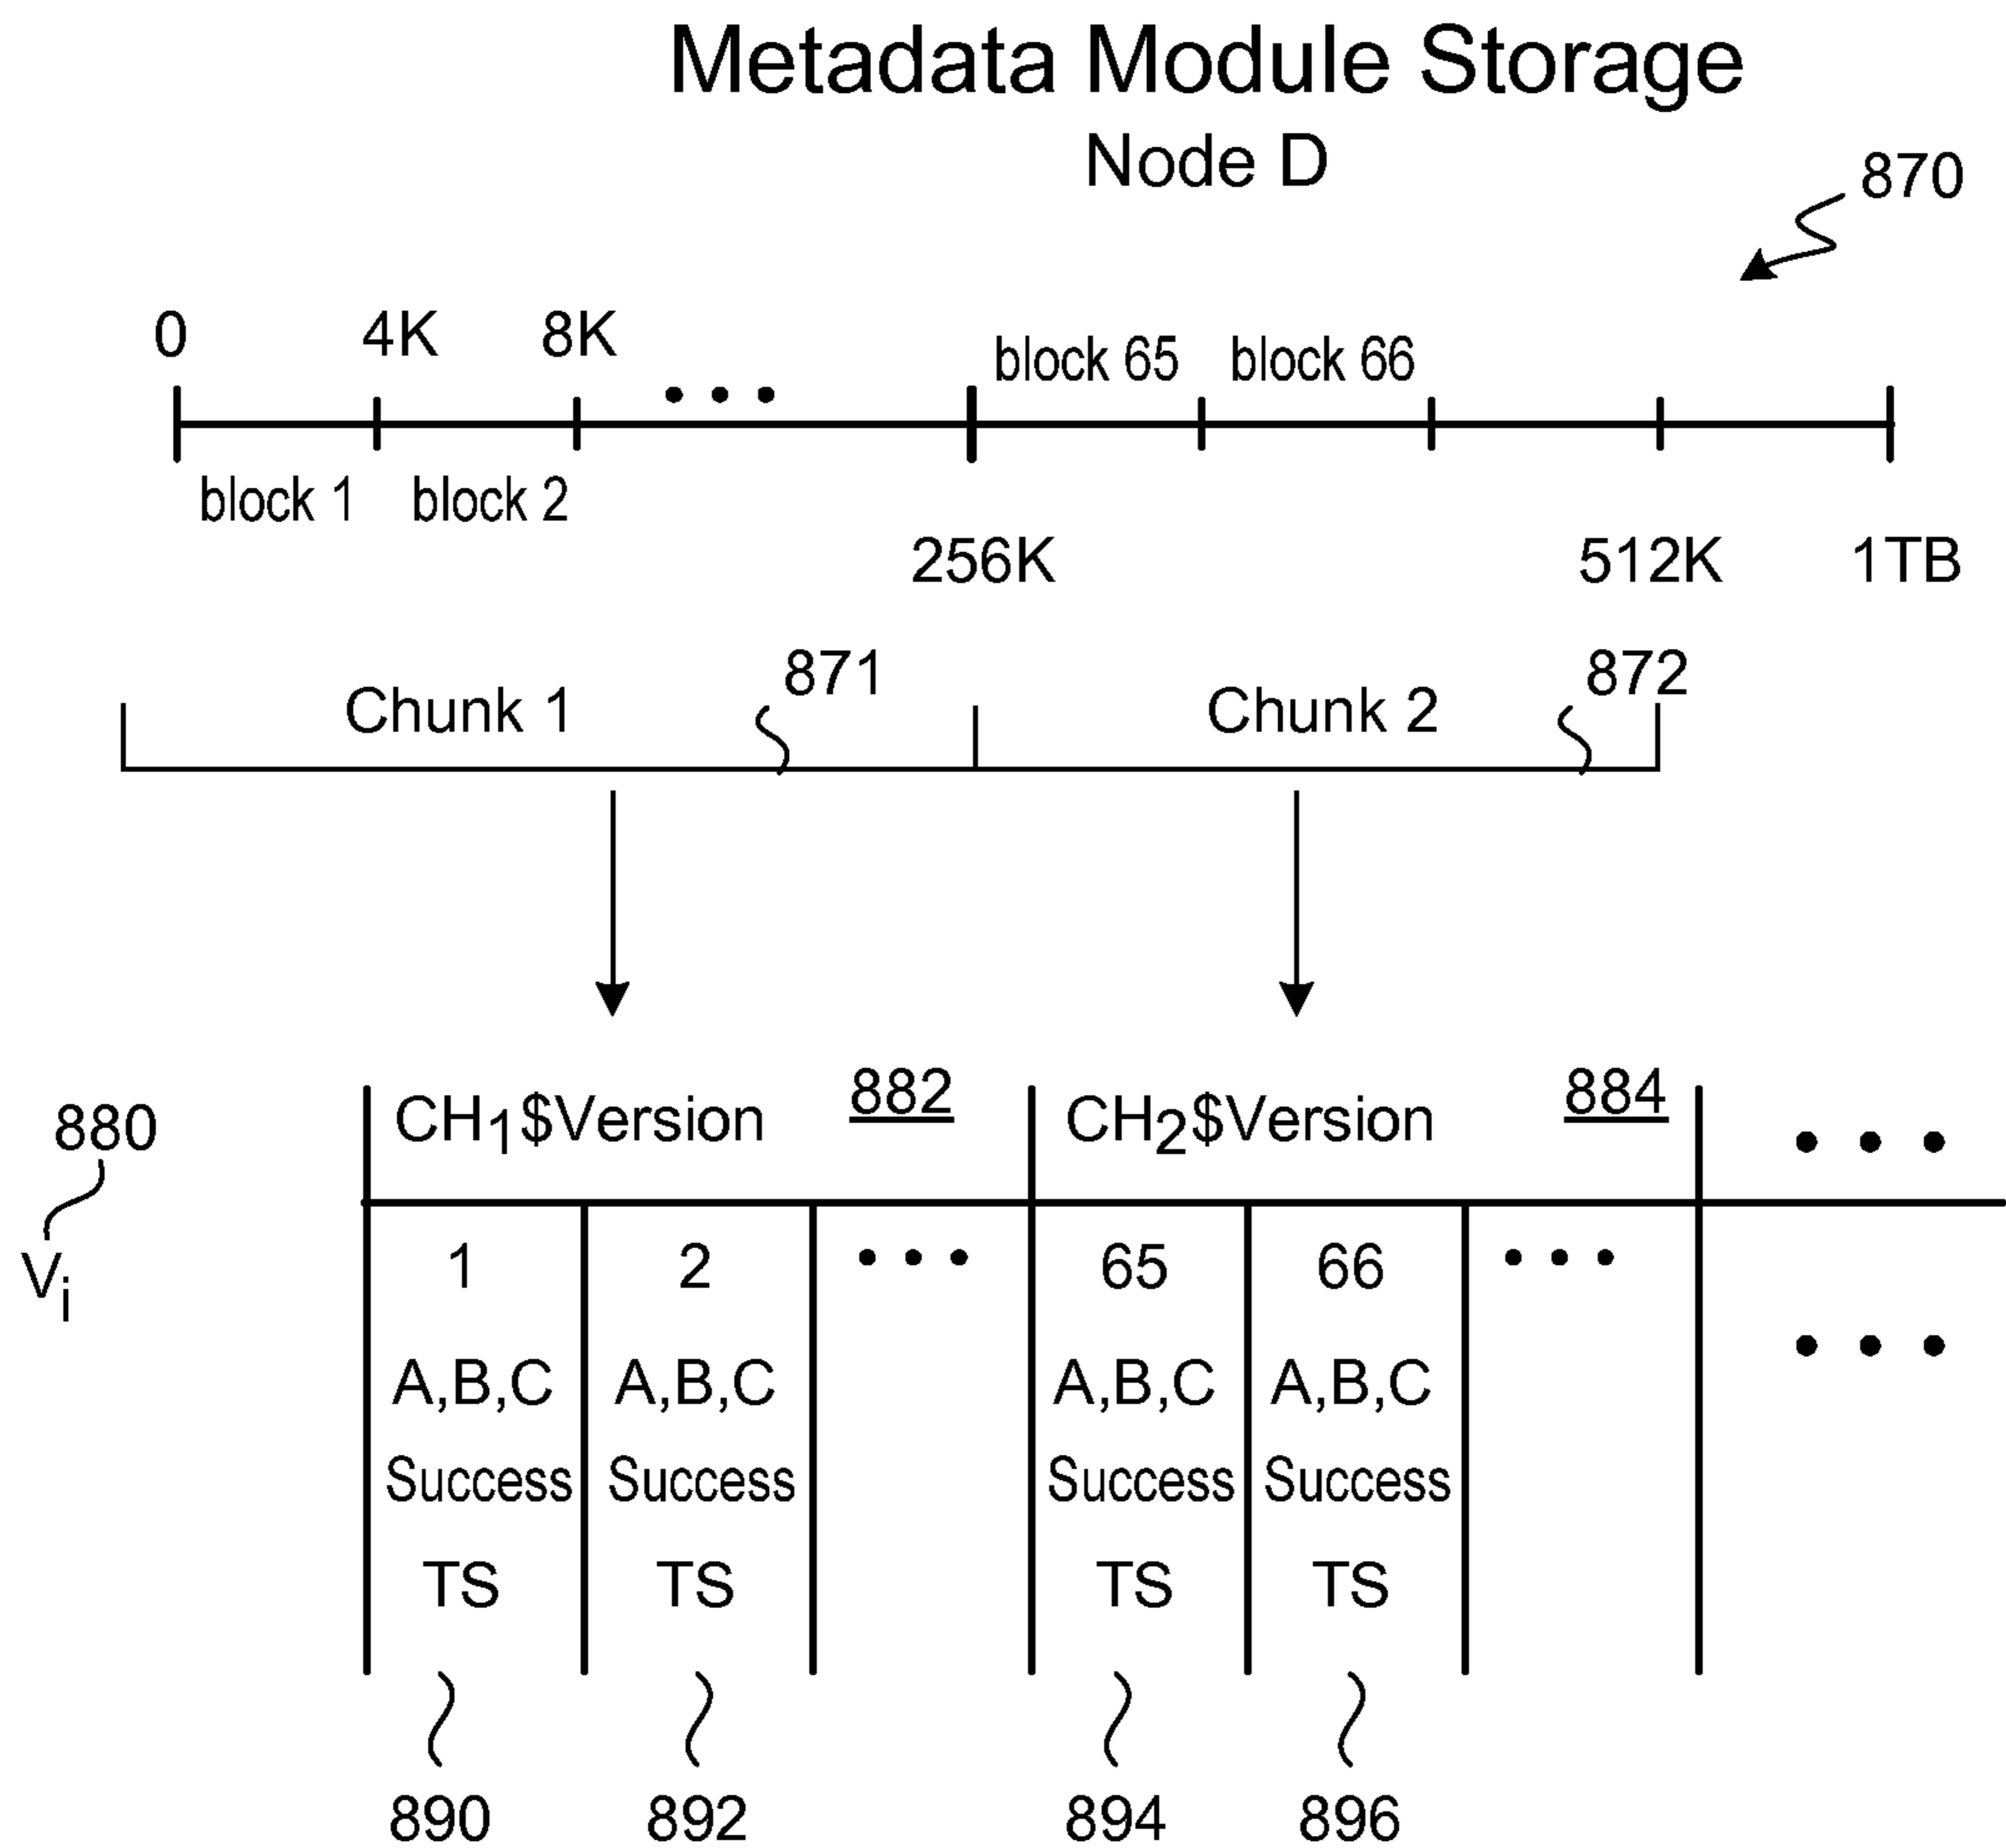 Metadata Module Storage
Node D
870
0 4K 8K
block 65 block 66
block 1 block 2
256K 512K 1TB
871 872
Chunk 1 Chunk 2
882 884
880 CH1$Version CH2$Version
Vi
1 2 • • • 65 66 • • •
A,B,C A,B,C A,B,C A,B,C
Success Success Success Success
TS TS TS TS
890 892 894 896